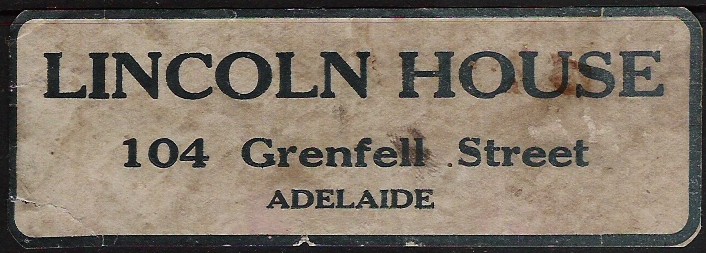 LINCOLN HOUSE
104 Grenfell Street
ADELAIDE